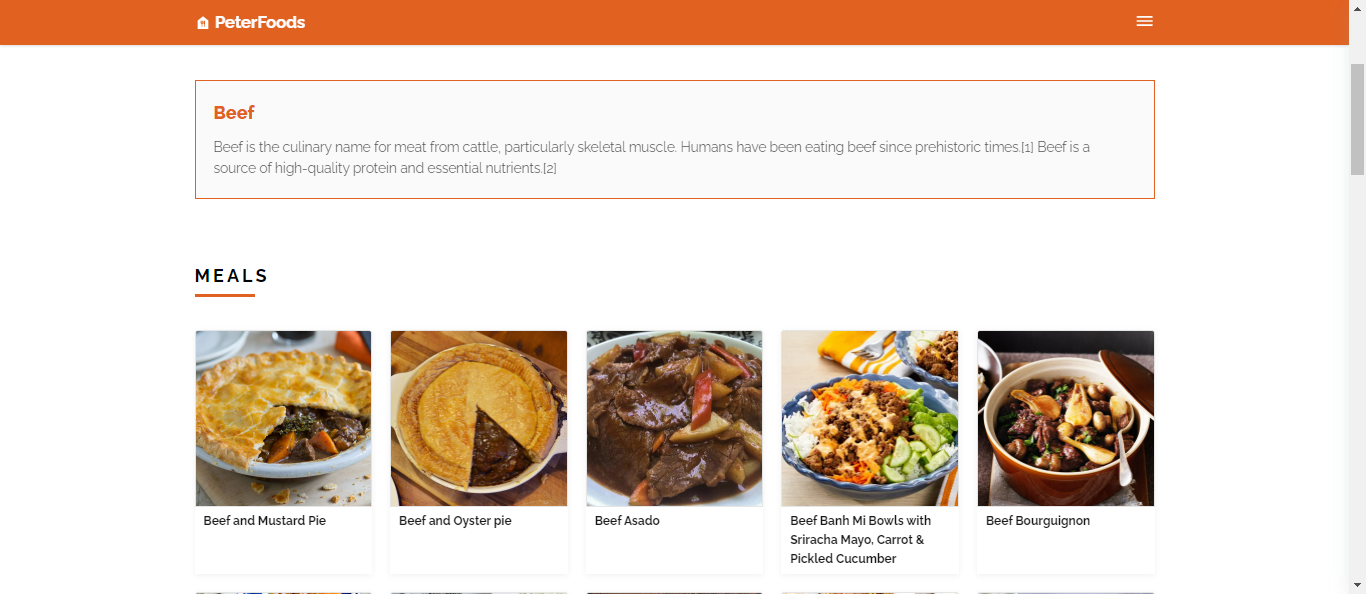 PeterFoods
Beef
Beef is the culinary name for meat from cattle, particularly skeletal muscle. Humans have been eating beef since prehistoric times.[1] Beef is a
source of high-quality protein and essential nutrients.[2]
MEALS
Beef and Mustard Pie
Beef and Oyster pie
Beef Asado
Beef Banh Mi Bowls with
Sriracha Mayo, Carrot &
Pickled Cucumber
Beef Bourguignon